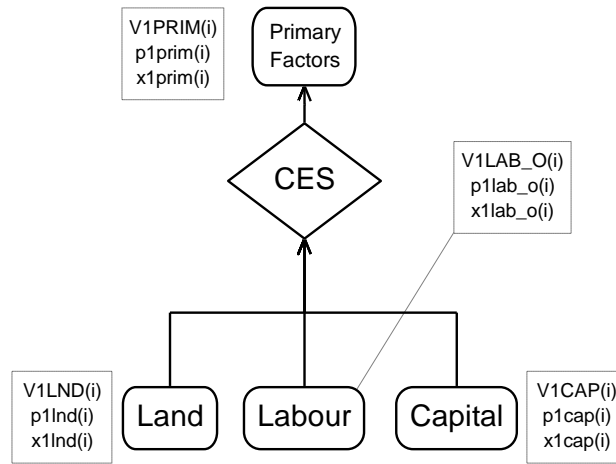 V1PRIM(i)
p1prim(i)
x1prim(i)
Primary
Factors
CES
V1LAB_O(i)
p1lab_o(i)
x1lab_o(i)
V1LND(i)
p1lnd(i)
x1lnd(i)
Land
Labour
Capital
V1CAP(i)
p1cap(i)
x1cap(i)